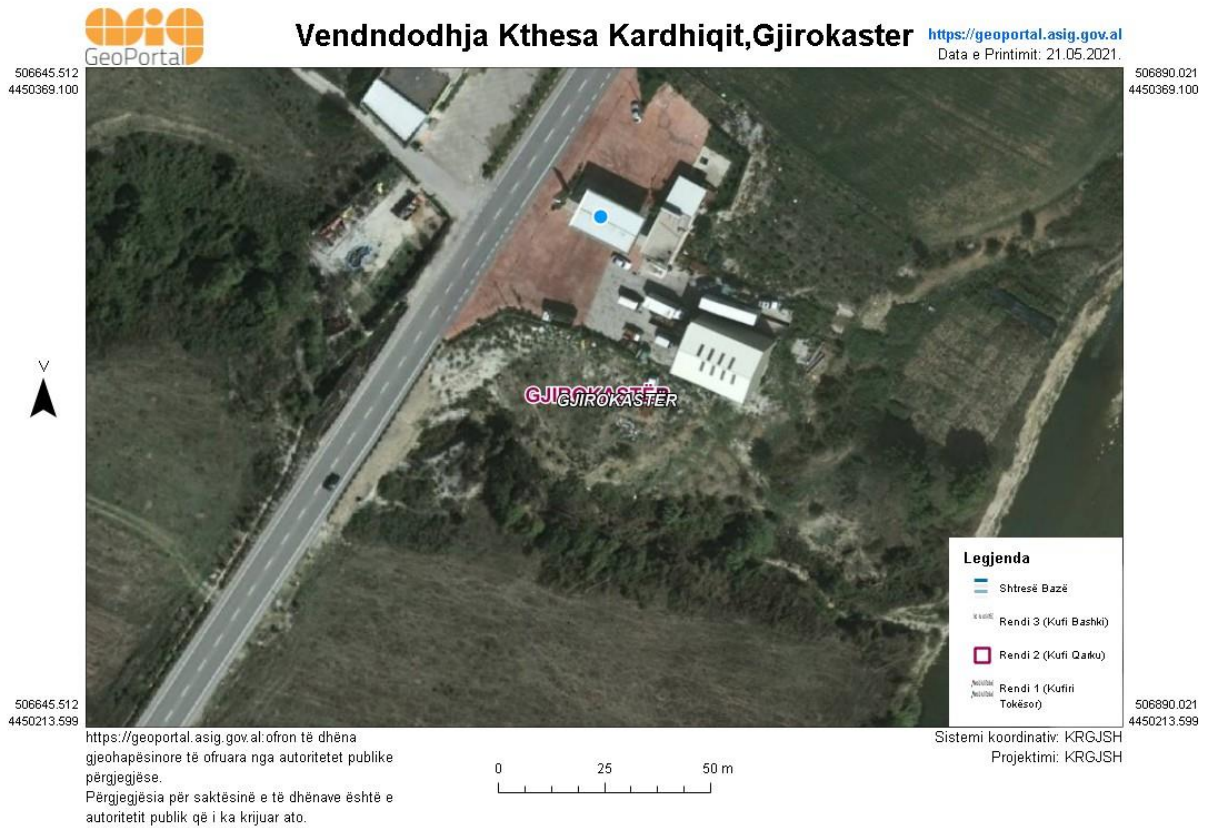 asig
GeoPortal
Vendndodhja Kthesa Kardhiqit,Gjirokaster
https://geoportal.asig.gov.al
Data e Printimit: 21.05.2021.
506645.512
4450369.100
506890.021
4450369.100
GJIROKASTËR
GJIROKASTËR
Legjenda
Shtresë Bazë
Rendi 3 (Kufi Bashki)
Rendi 2 (Kufi Qarku)
Rendi 1 (Kufiri
Tokësor)
506645.512
4450213.599
506890.021
4450213.599
https://geoportal.asig.gov.al:ofron të dhëna
gjeohapësinore të ofruara nga autoritetet publike
përgjegjëse.
Përgjegjësia për saktësinë e të dhënave është e
autoritetit publik që i ka krijuar ato.
0 25 50 m
Sistemi koordinativ: KRGJSH
Projektimi: KRGJSH